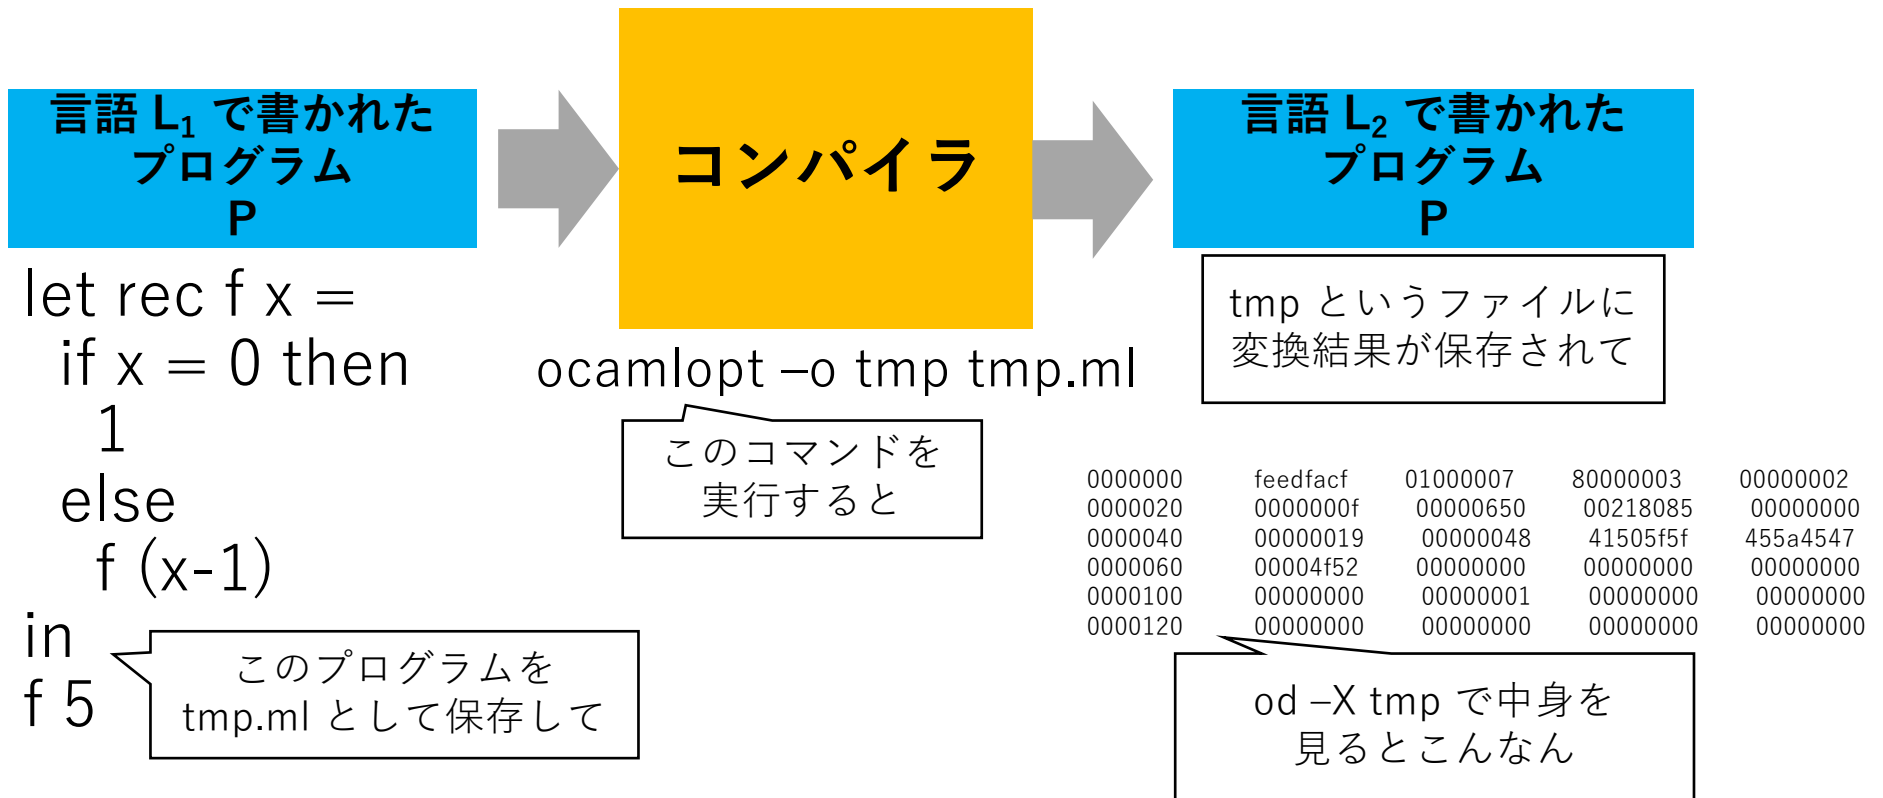 言語 L₁ で書かれた
プログラム
P
コンパイラ
言語 L₂ で書かれた
プログラム
P
let rec f x =
if x = 0 then
1
else
f (x-1)
in
f 5
このプログラムを
tmp.ml として保存して
ocamlopt –o tmp tmp.ml
このコマンドを
実行すると
tmp というファイルに
変換結果が保存されて
0000000 feedfacf 01000007 80000003 00000002
0000020 0000000f 00000650 00218085 00000000
0000040 00000019 00000048 41505f5f 455a4547
0000060 00004f52 00000000 00000000 00000000
0000100 00000000 00000001 00000000 00000000
0000120 00000000 00000000 00000000 00000000
od –X tmp で中身を
見るとこんなん